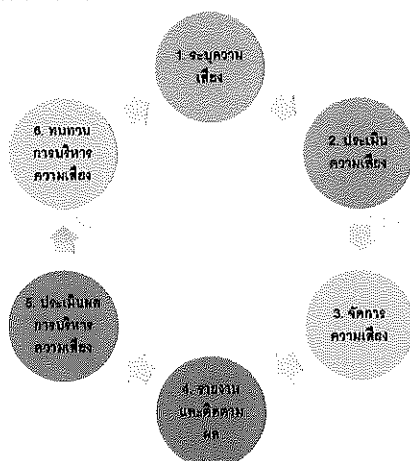 1. ระบุความ
เสี่ยง
2. ประเมิน
ความเสี่ยง
3. จัดการ
ความเสี่ยง
4. รายงาน
และติดตาม
ผล
5. ประเมินผล
การบริหาร
ความเสี่ยง
6. ทบทวน
การบริหาร
ความเสี่ยง